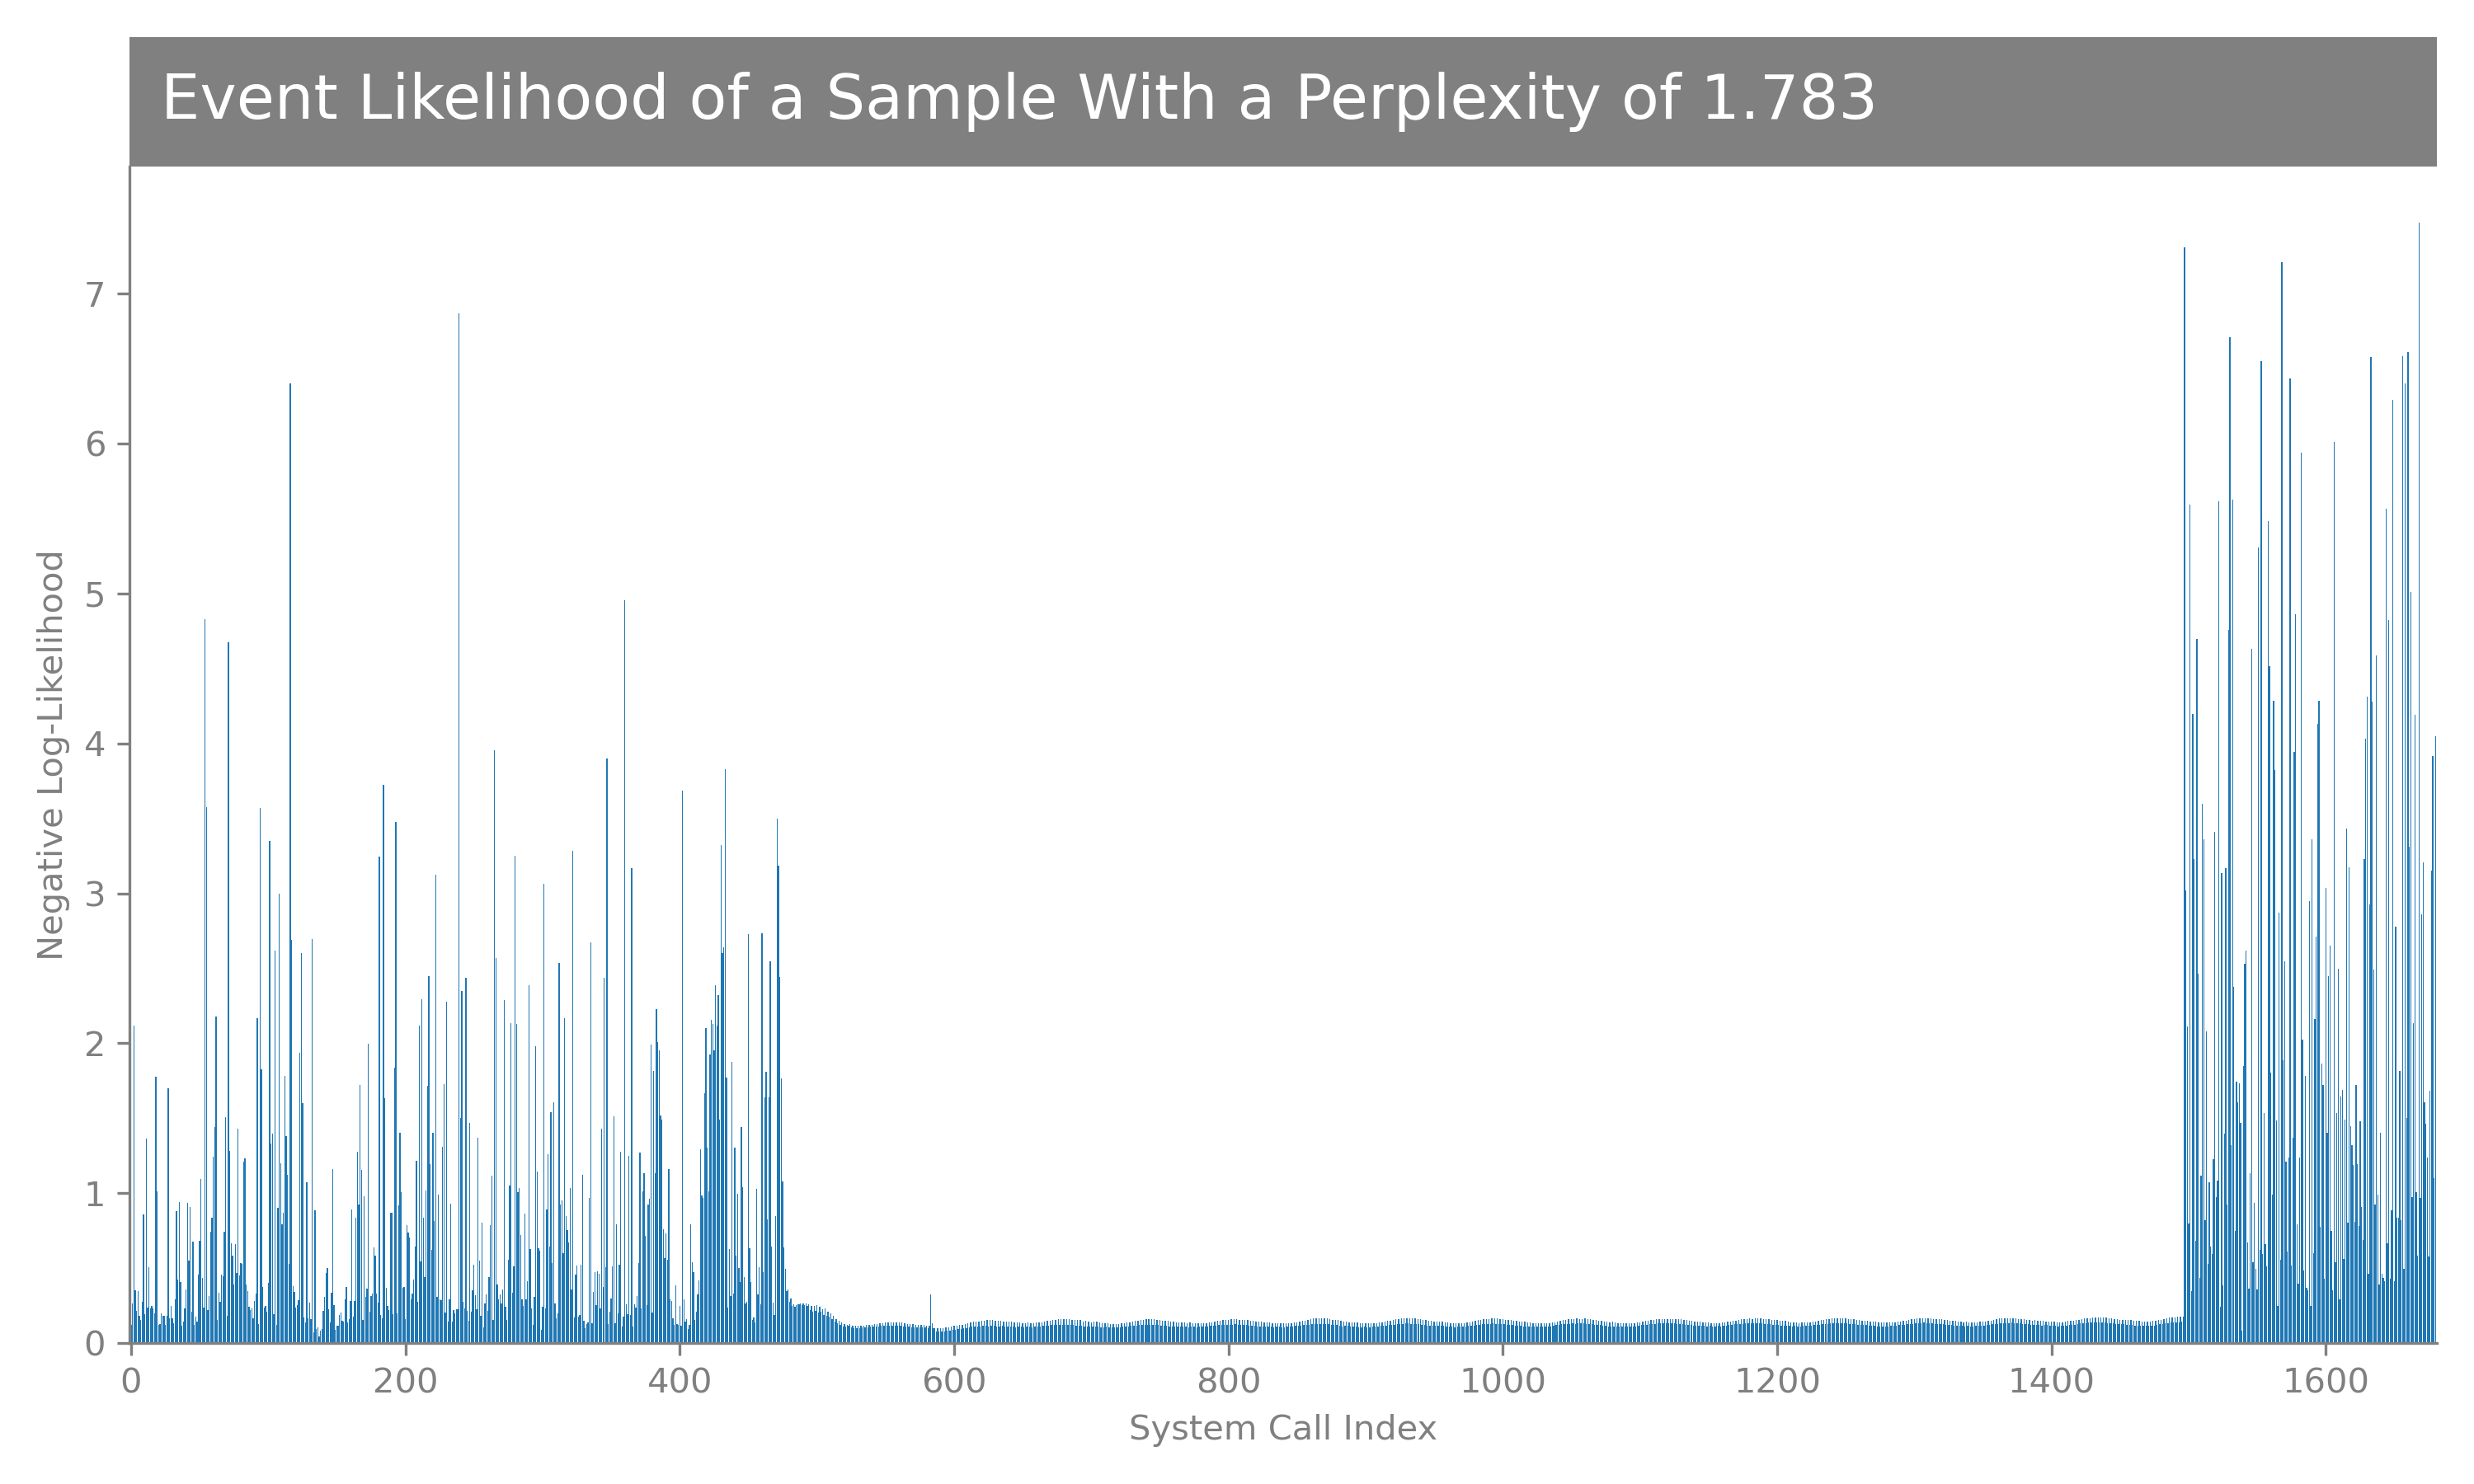 Event Likelihood of a Sample With a Perplexity of 1.783
Negative Log-Likelihood
7
6
5
4
3
2
1
0
0 200 400 600 800 1000 1200 1400 1600
System Call Index